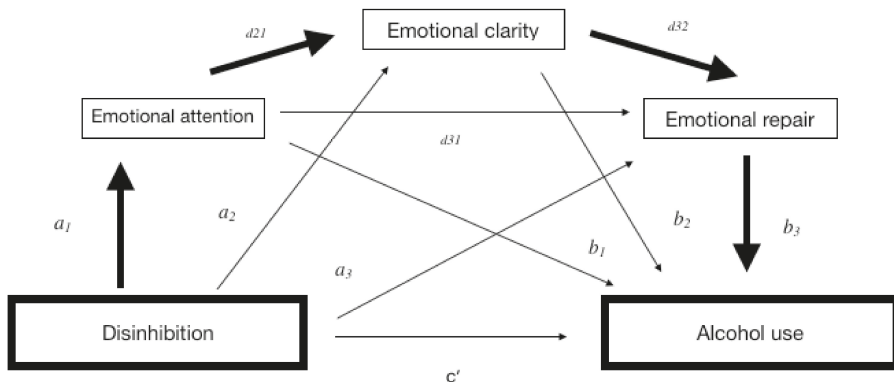 d21
Emotional clarity
d32
Emotional attention
Emotional repair
d31
a1
a2
a3
b1
b2
b3
Disinhibition
Alcohol use
c′